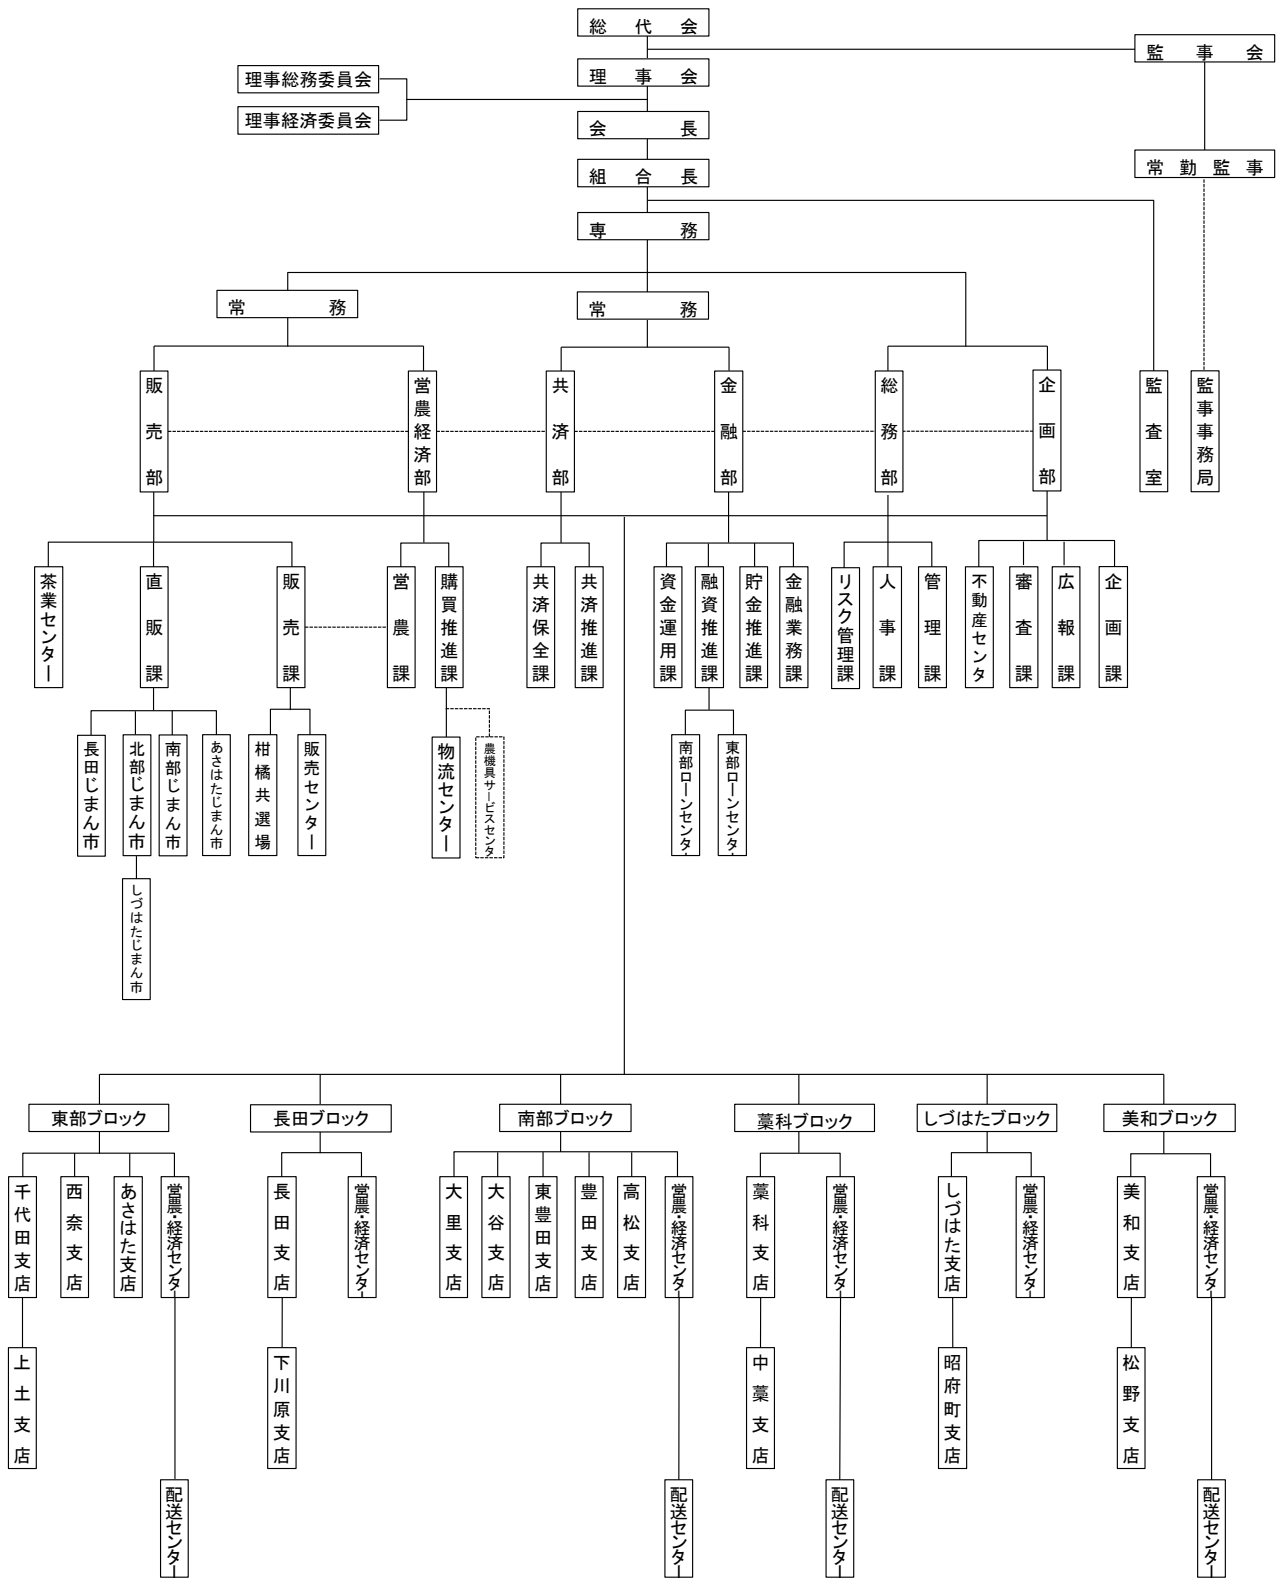 総代会
監事会
理事会
理事総務委員会
理事経済委員会
会長
常勤監事
組合長
専務
常務
常務
販売部
営農経済部
共済部
金融部
総務部
企画部
監査室
監事事務局
茶業センター
直販課
販売課
営農課
購買推進課
共済保全課
共済推進課
資金運用課
融資推進課
貯金推進課
金融業務課
リスク管理課
人事課
管理課
不動産センタ
審査課
広報課
企画課
長田じまん市
北部じまん市
南部じまん市
あさはたじまん市
柑橘共選場
販売センター
物流センター
農機具サービスセンタ
南部ローンセンター
東部ローンセンター
しづはたじまん市
東部ブロック
長田ブロック
南部ブロック
藁科ブロック
しづはたブロック
美和ブロック
千代田支店
西奈支店
あさはた支店
営農・経済センター
長田支店
営農・経済センター
大里支店
大谷支店
東豊田支店
豊田支店
高松支店
営農・経済センター
藁科支店
営農・経済センター
しづはた支店
営農・経済センター
美和支店
営農・経済センター
上土支店
下川原支店
中藁支店
昭府町支店
松野支店
配送センター
配送センター
配送センター
配送センター